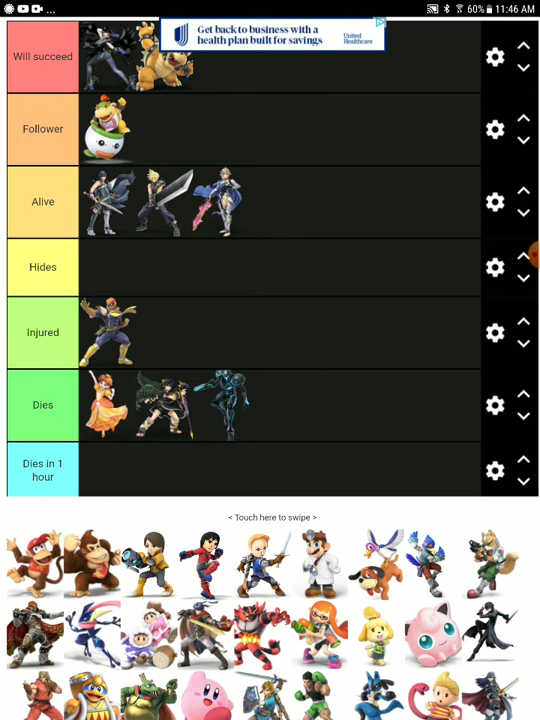 60% 11:46 AM
Get back to business with a
health plan built for savings
United
Healthcare
Will succeed
Follower
Alive
Hides
Injured
Dies
Dies in 1
hour
< Touch here to swipe >